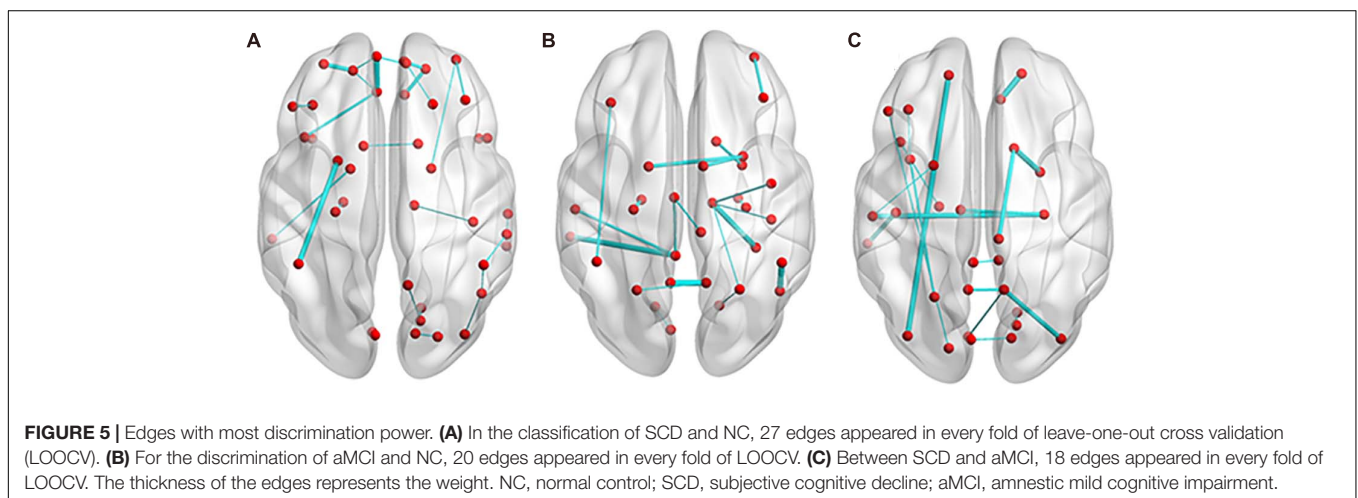 A
B
C
FIGURE 5 | Edges with most discrimination power. (A) In the classification of SCD and NC, 27 edges appeared in every fold of leave-one-out cross validation
(LOOCV). (B) For the discrimination of aMCI and NC, 20 edges appeared in every fold of LOOCV. (C) Between SCD and aMCI, 18 edges appeared in every fold of
LOOCV. The thickness of the edges represents the weight. NC, normal control; SCD, subjective cognitive decline; aMCI, amnestic mild cognitive impairment.